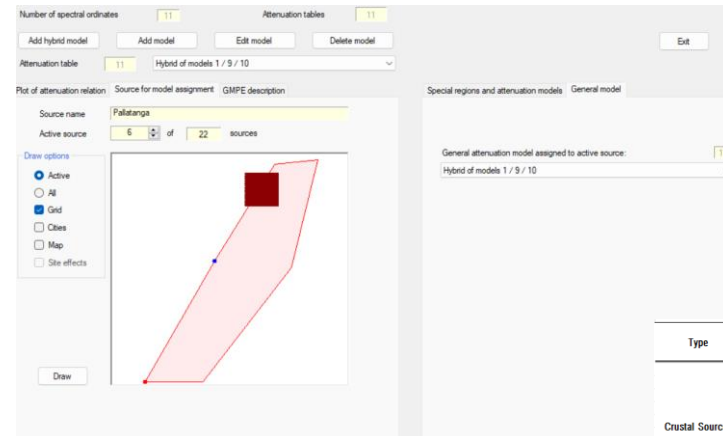 Number of spectral ordinates 11 Attenuation tables 11
Add hybrid model Add model Edit model Delete model Exit
Attenuation table 11 Hybrid of models 1 / 9 / 10
Plot of attenuation relation Source for model assignment GMPE description Special regions and attenuation models General model
Source name Pallatanga
Active source 6 of 22 sources
General attenuation model assigned to active source: 1
Hybrid of models 1 / 9 / 10
Draw options
Active
All
Grid
Cities
Map
Site effects
Draw
Type
Crustal Sourc